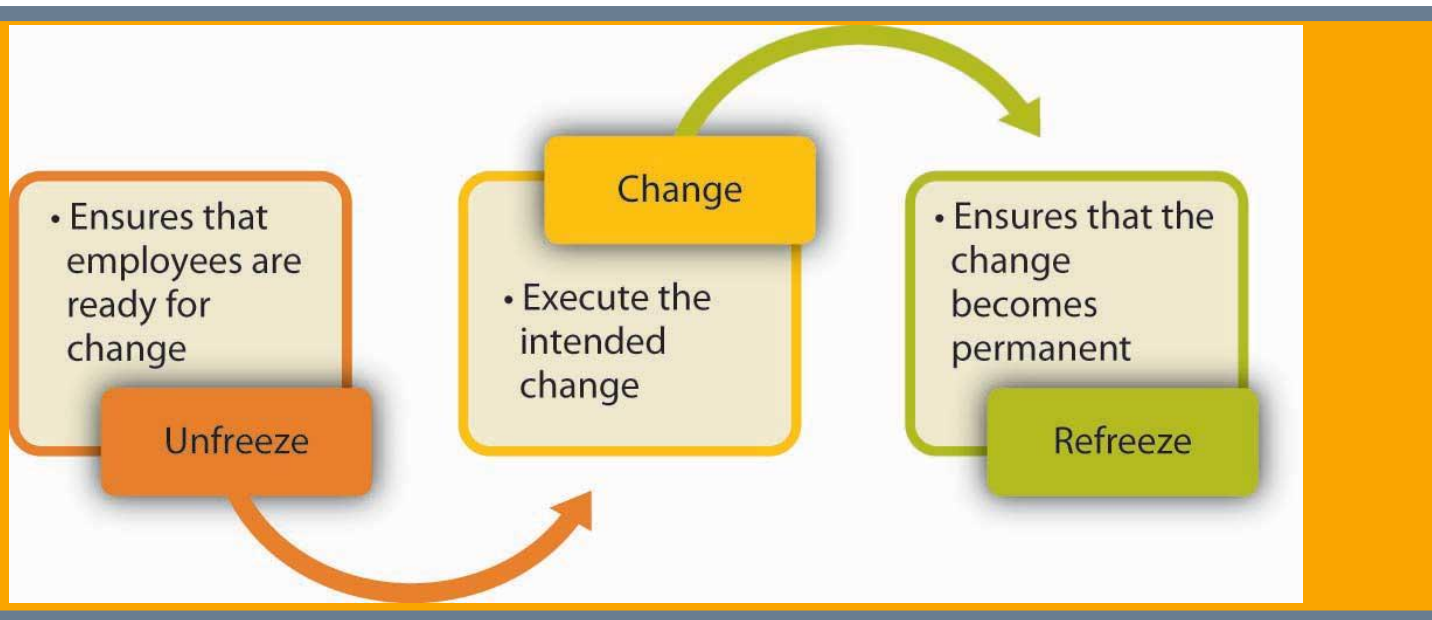 • Ensures that
employees are
ready for
change
Unfreeze
Change
• Execute the
intended
change
• Ensures that the
change
becomes
permanent
Refreeze